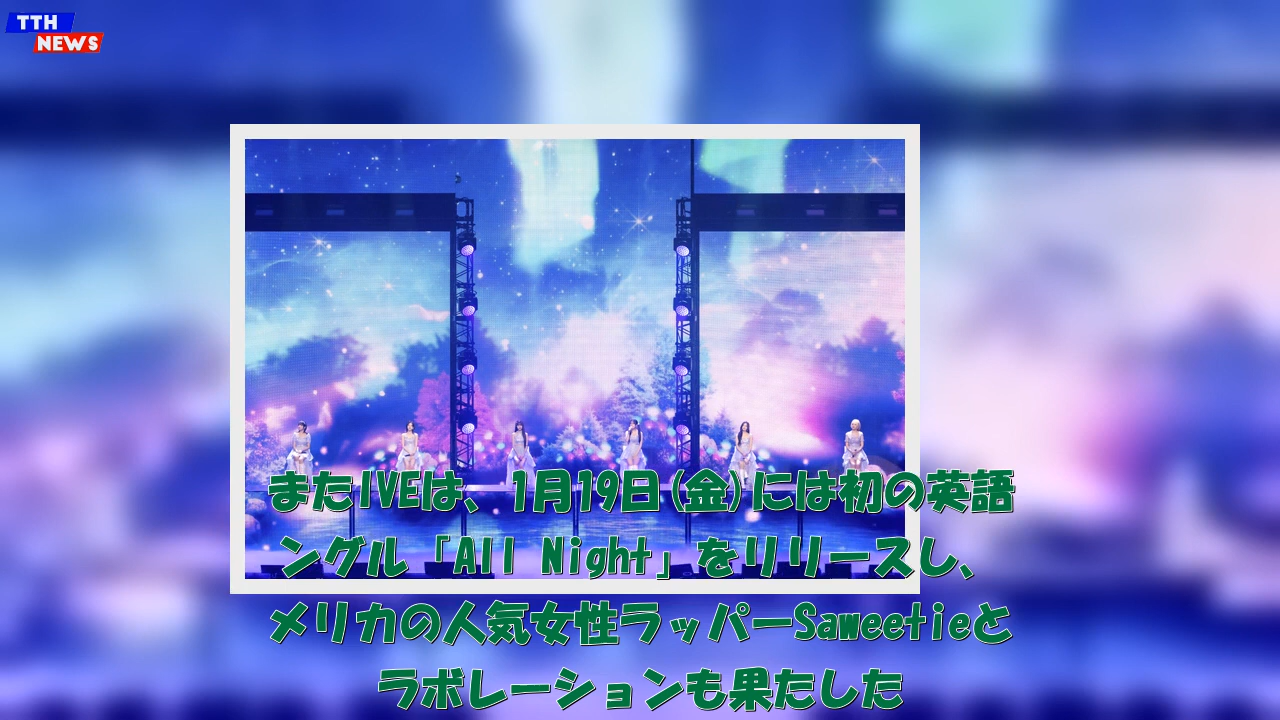 TTH
NEWS
またIVEは、1月19日(金)には初の英語
ングル「All Night」をリリースし、
メリカの人気女性ラッパーSaweetieと
ラボレーションも果たした